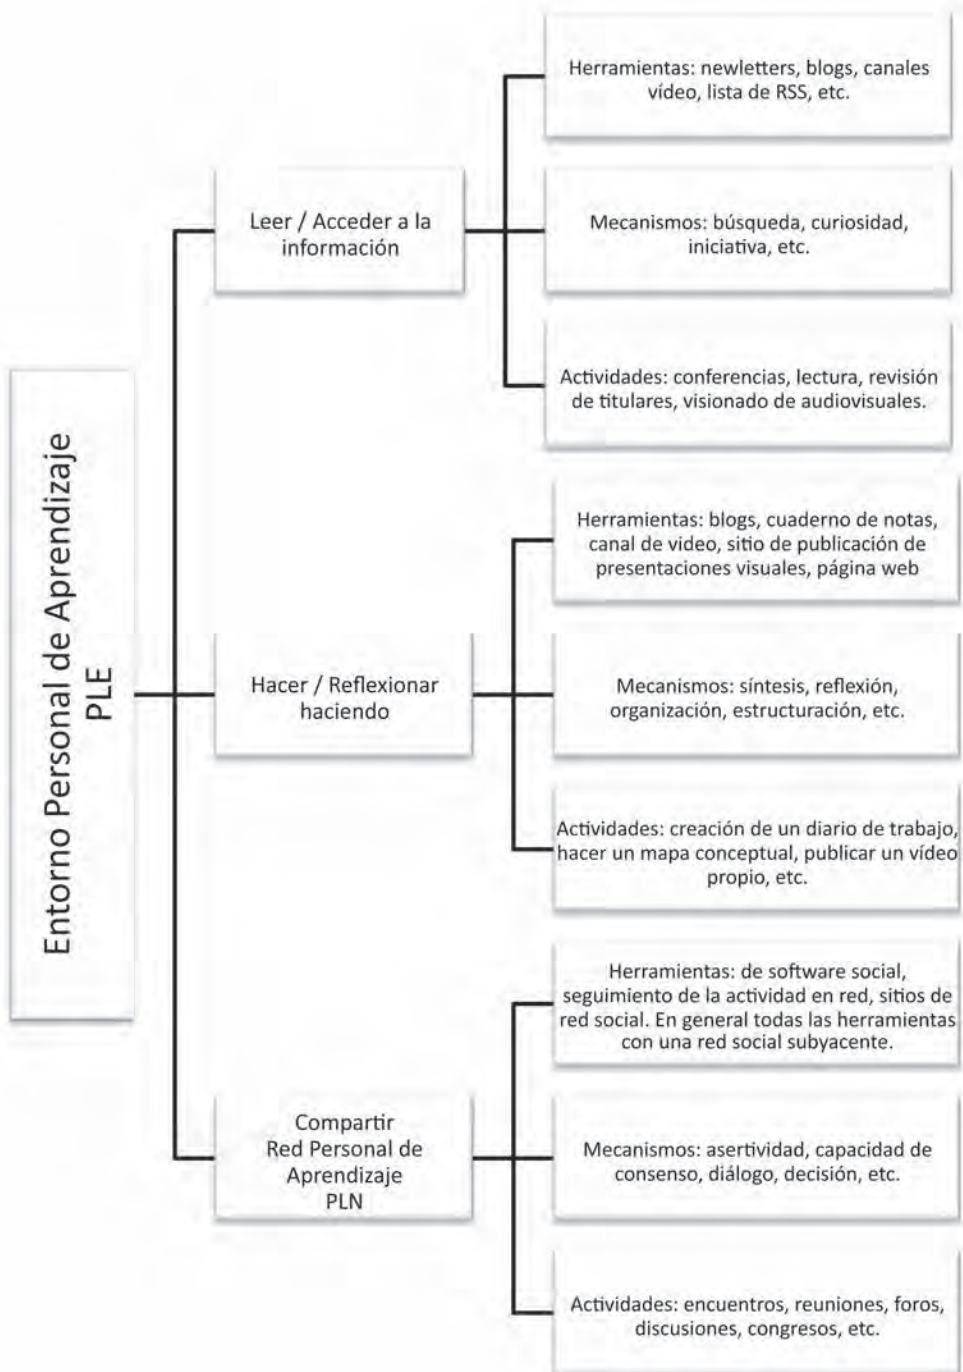 Entorno Personal de Aprendizaje
PLE
Leer / Acceder a la
información
Herramientas: newletters, blogs, canales
vídeo, lista de RSS, etc.
Mecanismos: búsqueda, curiosidad,
iniciativa, etc.
Actividades: conferencias, lectura, revisión
de titulares, visionado de audiovisuales.
Hacer / Reflexionar
haciendo
Herramientas: blogs, cuaderno de notas,
canal de video, sitio de publicación de
presentaciones visuales, página web
Mecanismos: síntesis, reflexión,
organización, estructuración, etc.
Actividades: creación de un diario de trabajo,
hacer un mapa conceptual, publicar un vídeo
propio, etc.
Compartir
Red Personal de
Aprendizaje
PLN
Herramientas: de software social,
seguimiento de la actividad en red, sitios de
red social. En general todas las herramientas
con una red social subyacente.
Mecanismos: asertividad, capacidad de
consenso, diálogo, decisión, etc.
Actividades: encuentros, reuniones, foros,
discusiones, congresos, etc.